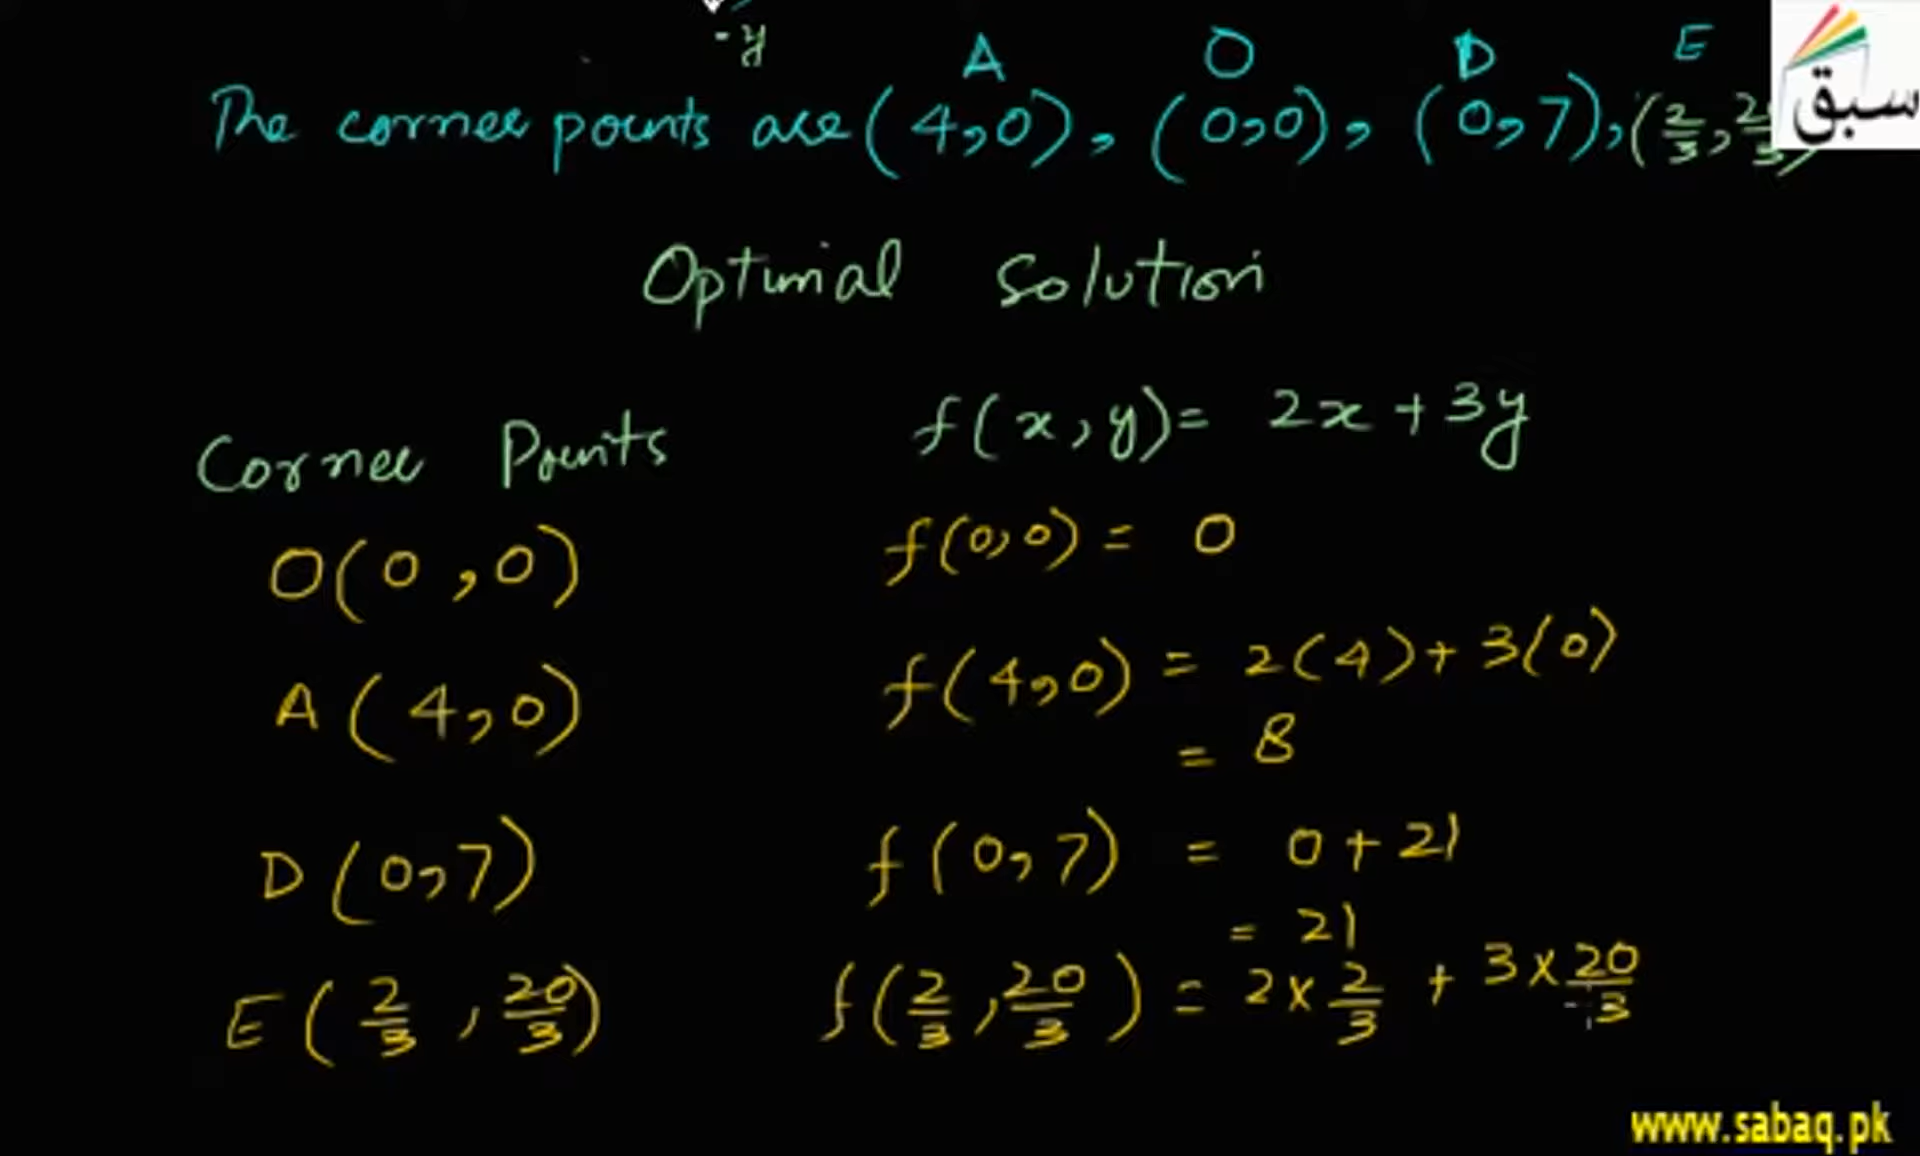 -y
A O D E
The corner points are (4,0), (0,0), (0,7), (2/3, 2
سبق
Optimal Solution
Corner Points f(x,y) = 2x + 3y
O(0,0) f(0,0) = 0
A(4,0) f(4,0) = 2(4) + 3(0)
= 8
D(0,7) f(0,7) = 0 + 21
= 21
E(2/3, 20/3) f(2/3, 20/3) = 2 × 2/3 + 3 × 20/3
www.sabaq.pk